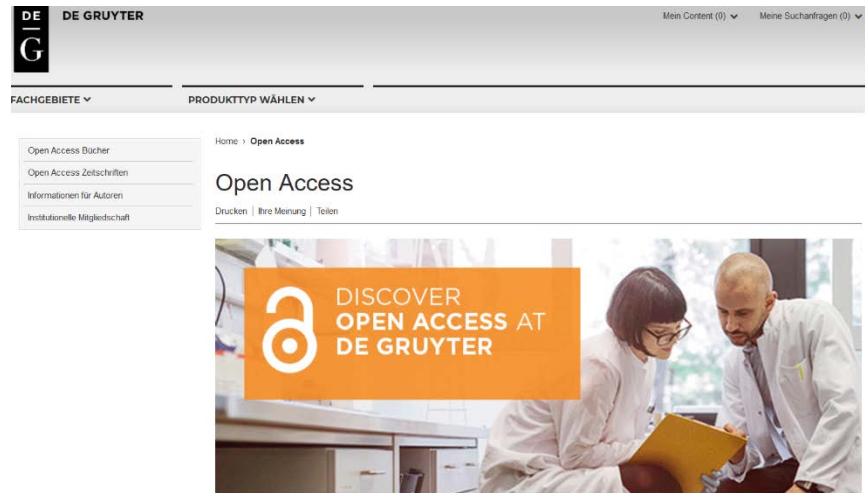 DE
G
DE GRUYTER
Mein Content (0)
Meine Suchanfragen (0)
FACHGEBIETE
PRODUKTTYP WÄHLEN
Open Access Bücher
Open Access Zeitschriften
Informationen für Autoren
Institutionelle Mitgliedschaft
Home › Open Access
Open Access
Drucken | Ihre Meinung | Teilen
DISCOVER
OPEN ACCESS AT
DE GRUYTER